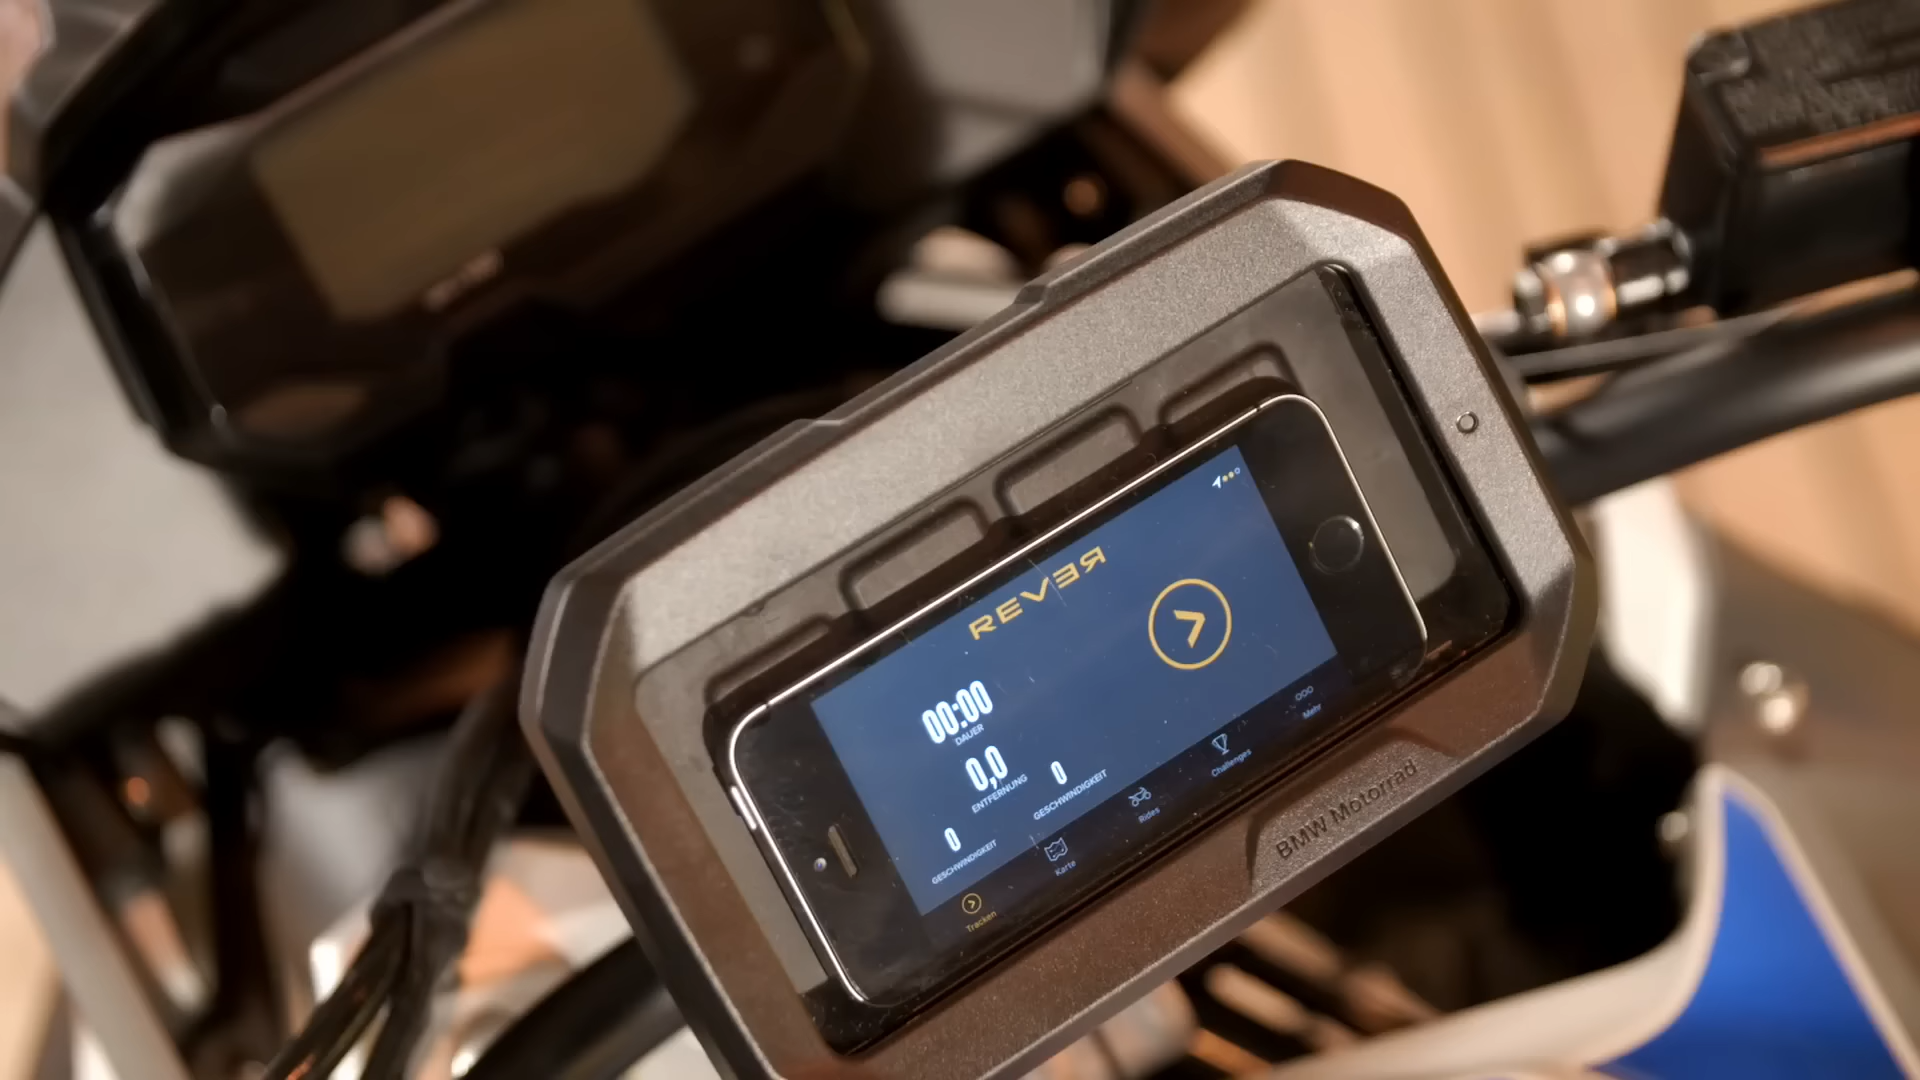 REVER
00:00
DAUER
0,0
ENTFERNUNG
0
GESCHWINDIGKEIT
0
GESCHWINDIGKEIT
Tracken
Karte
Rides
Challenges
Mehr
BMW Motorrad